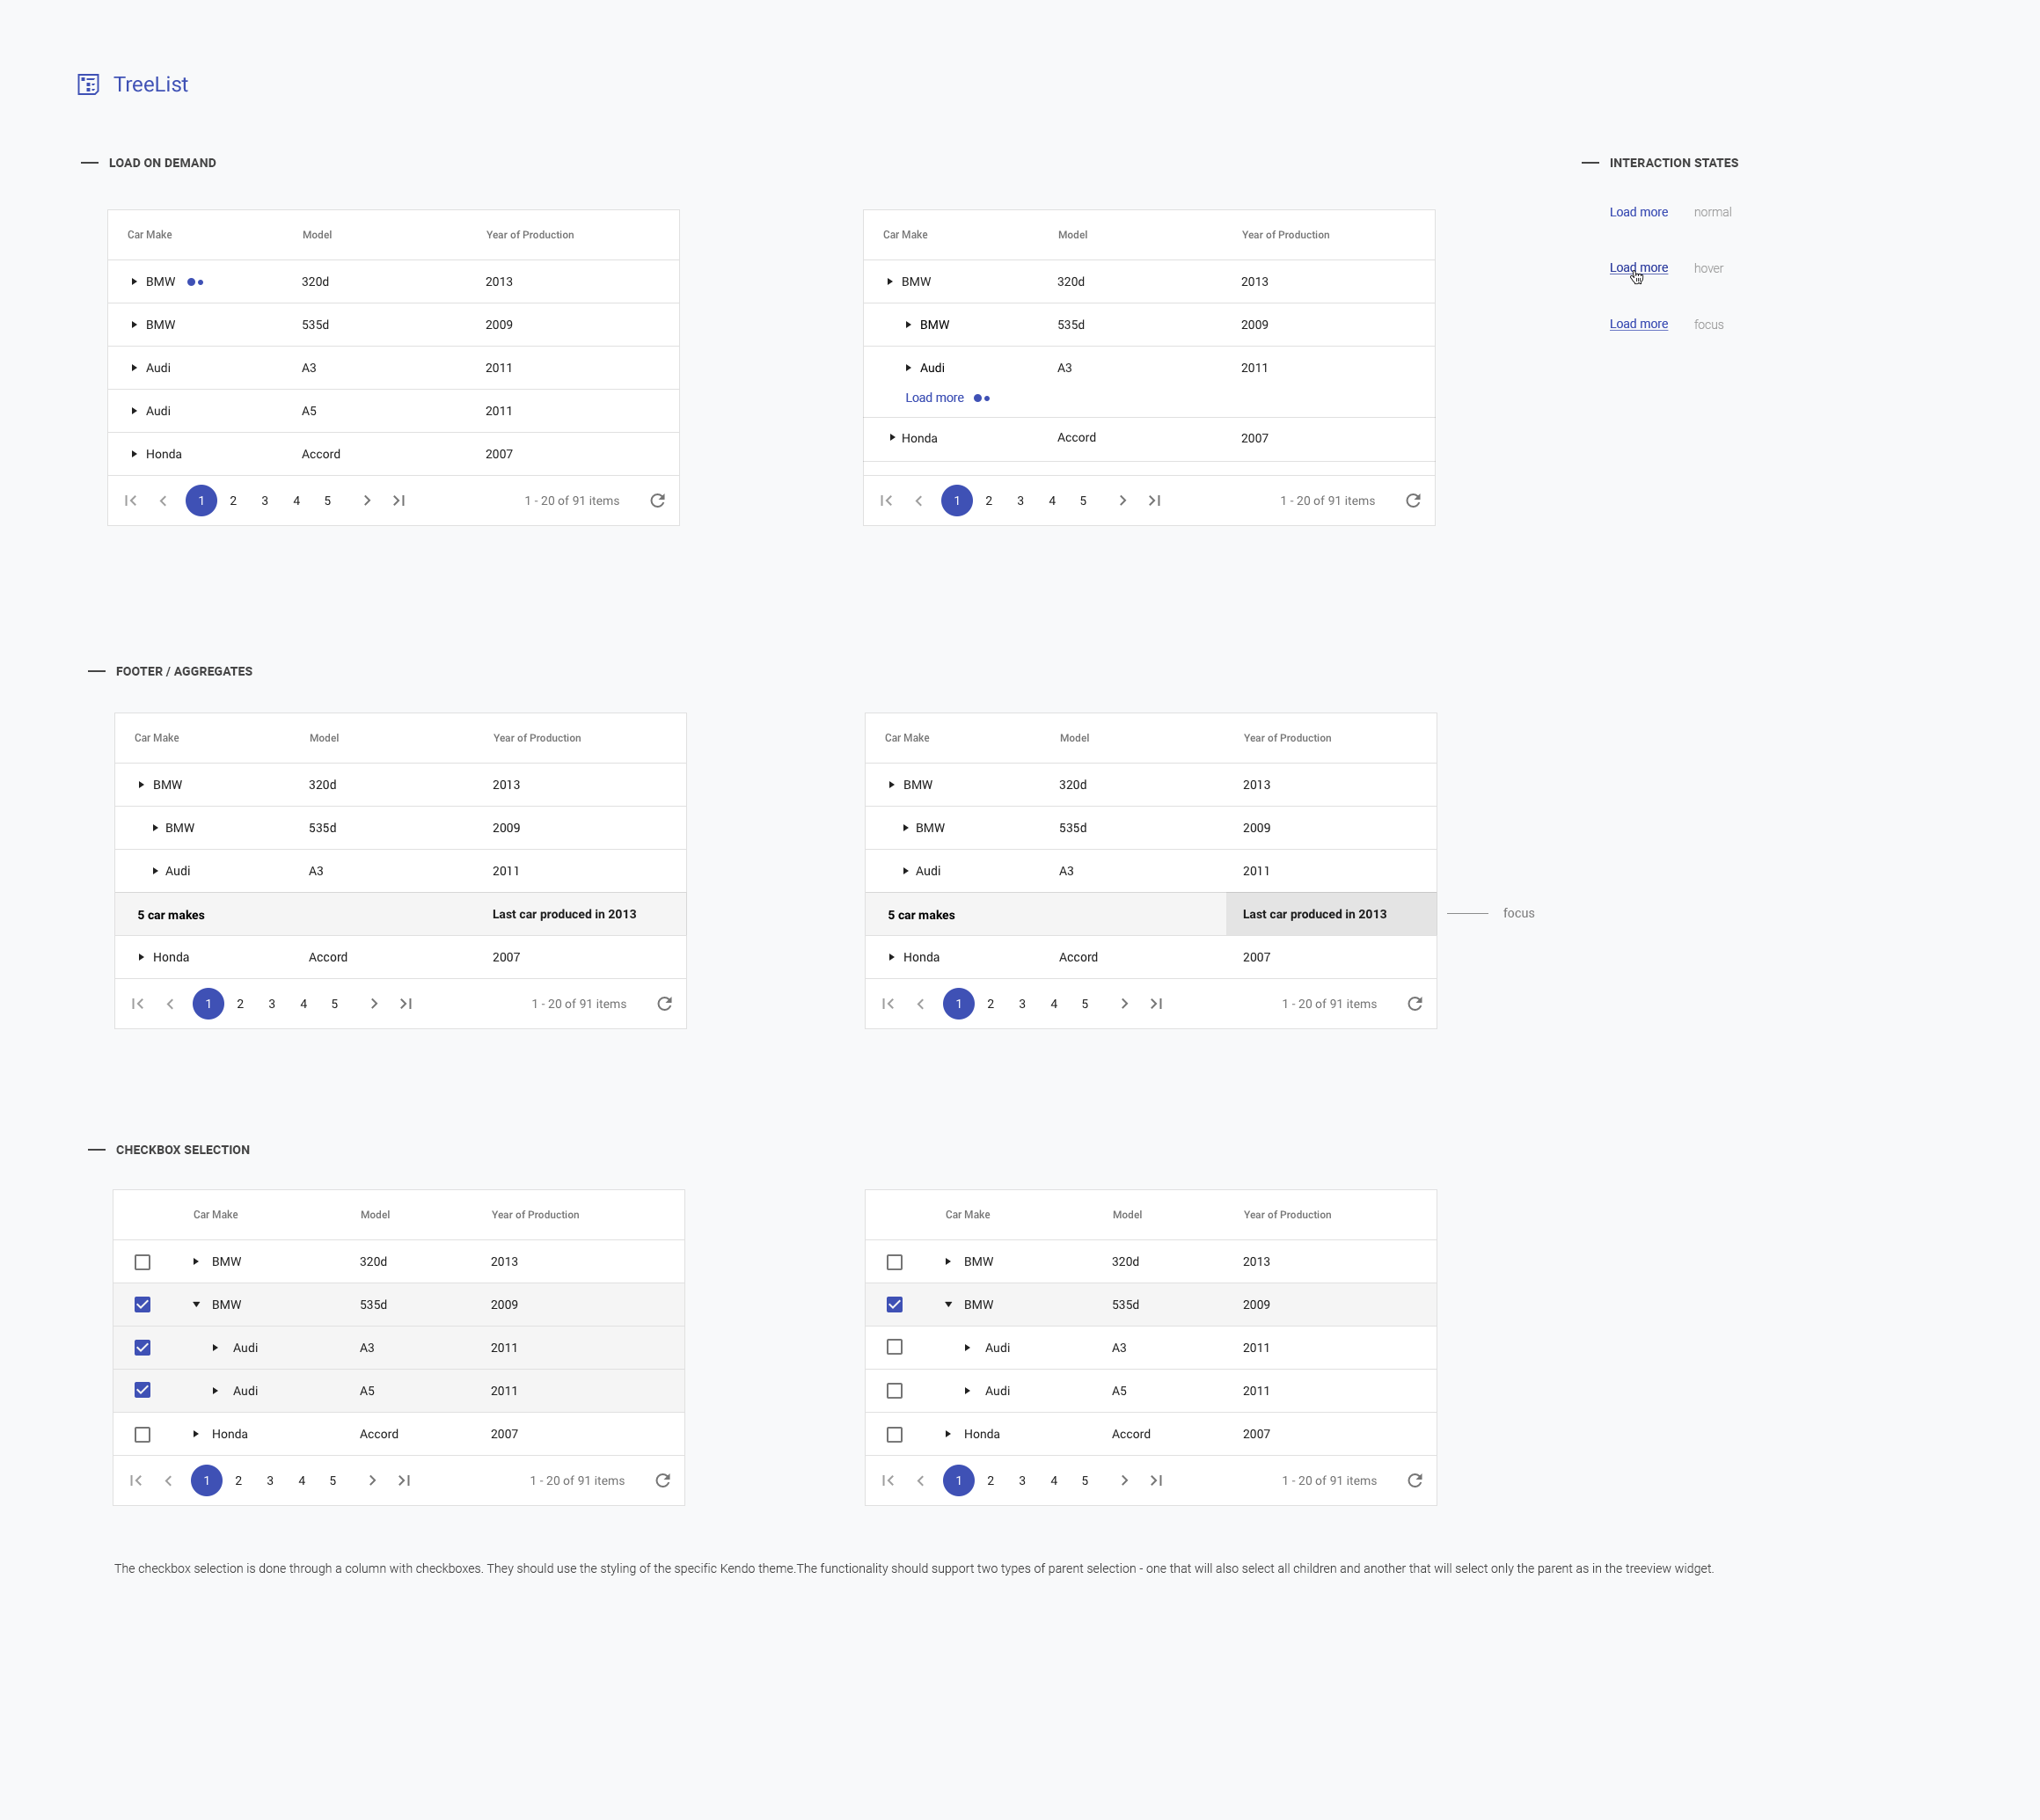 TreeList
LOAD ON DEMAND
INTERACTION STATES
Car Make Model Year of Production
BMW 320d 2013
BMW 535d 2009
Audi A3 2011
Audi A5 2011
Honda Accord 2007
1 2 3 4 5 1 - 20 of 91 items
Car Make Model Year of Production
BMW 320d 2013
BMW 535d 2009
Audi A3 2011
Load more
Honda Accord 2007
1 2 3 4 5 1 - 20 of 91 items
Load more normal
Load more hover
Load more focus
FOOTER / AGGREGATES
Car Make Model Year of Production
BMW 320d 2013
BMW 535d 2009
Audi A3 2011
5 car makes Last car produced in 2013
Honda Accord 2007
1 2 3 4 5 1 - 20 of 91 items
Car Make Model Year of Production
BMW 320d 2013
BMW 535d 2009
Audi A3 2011
5 car makes Last car produced in 2013
focus
Honda Accord 2007
1 2 3 4 5 1 - 20 of 91 items
CHECKBOX SELECTION
Car Make Model Year of Production
BMW 320d 2013
BMW 535d 2009
Audi A3 2011
Audi A5 2011
Honda Accord 2007
1 2 3 4 5 1 - 20 of 91 items
Car Make Model Year of Production
BMW 320d 2013
BMW 535d 2009
Audi A3 2011
Audi A5 2011
Honda Accord 2007
1 2 3 4 5 1 - 20 of 91 items
The checkbox selection is done through a column with checkboxes. They should use the styling of the specific Kendo theme.The functionality should support two types of parent selection - one that will also select all children and another that will select only the parent as in the treeview widget.